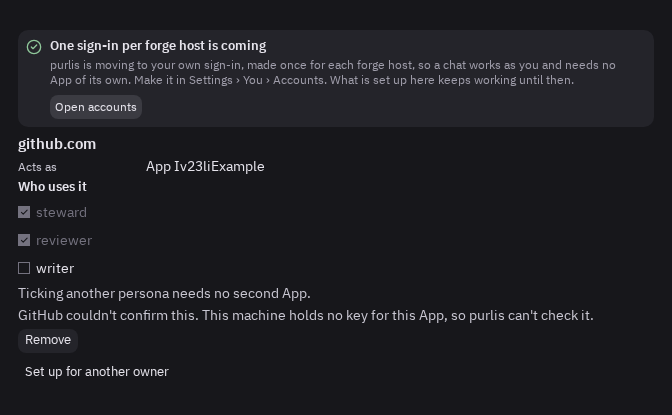 One sign-in per forge host is coming
purlis is moving to your own sign-in, made once for each forge host, so a chat works as you and needs no
App of its own. Make it in Settings › You › Accounts. What is set up here keeps working until then.
Open accounts
github.com
Acts as App Iv23liExample
Who uses it
steward
reviewer
writer
Ticking another persona needs no second App.
GitHub couldn't confirm this. This machine holds no key for this App, so purlis can't check it.
Remove
Set up for another owner